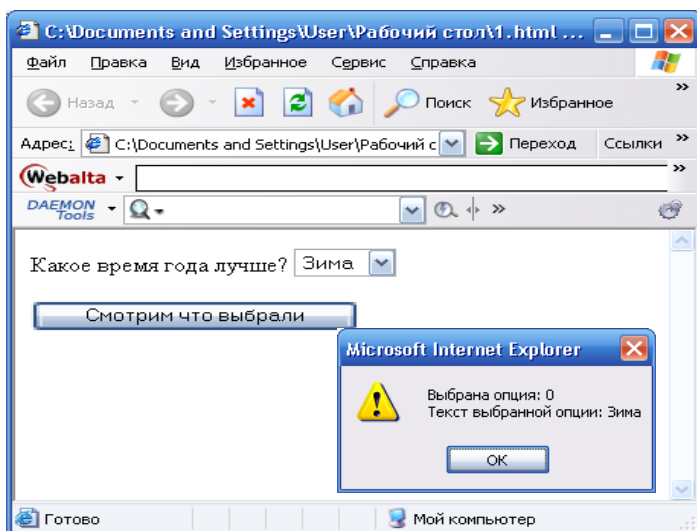 C:\Documents and Settings\User\Рабочий стол\1.html ...
Файл Правка Вид Избранное Сервис Справка
Назад Поиск Избранное »
Адрес: C:\Documents and Settings\User\Рабочий с Переход Ссылки »
Webalta »
DAEMON Tools »
Какое время года лучше? Зима
Смотрим что выбрали
Microsoft Internet Explorer
Выбрана опция: 0
Текст выбранной опции: Зима
OK
Готово Мой компьютер